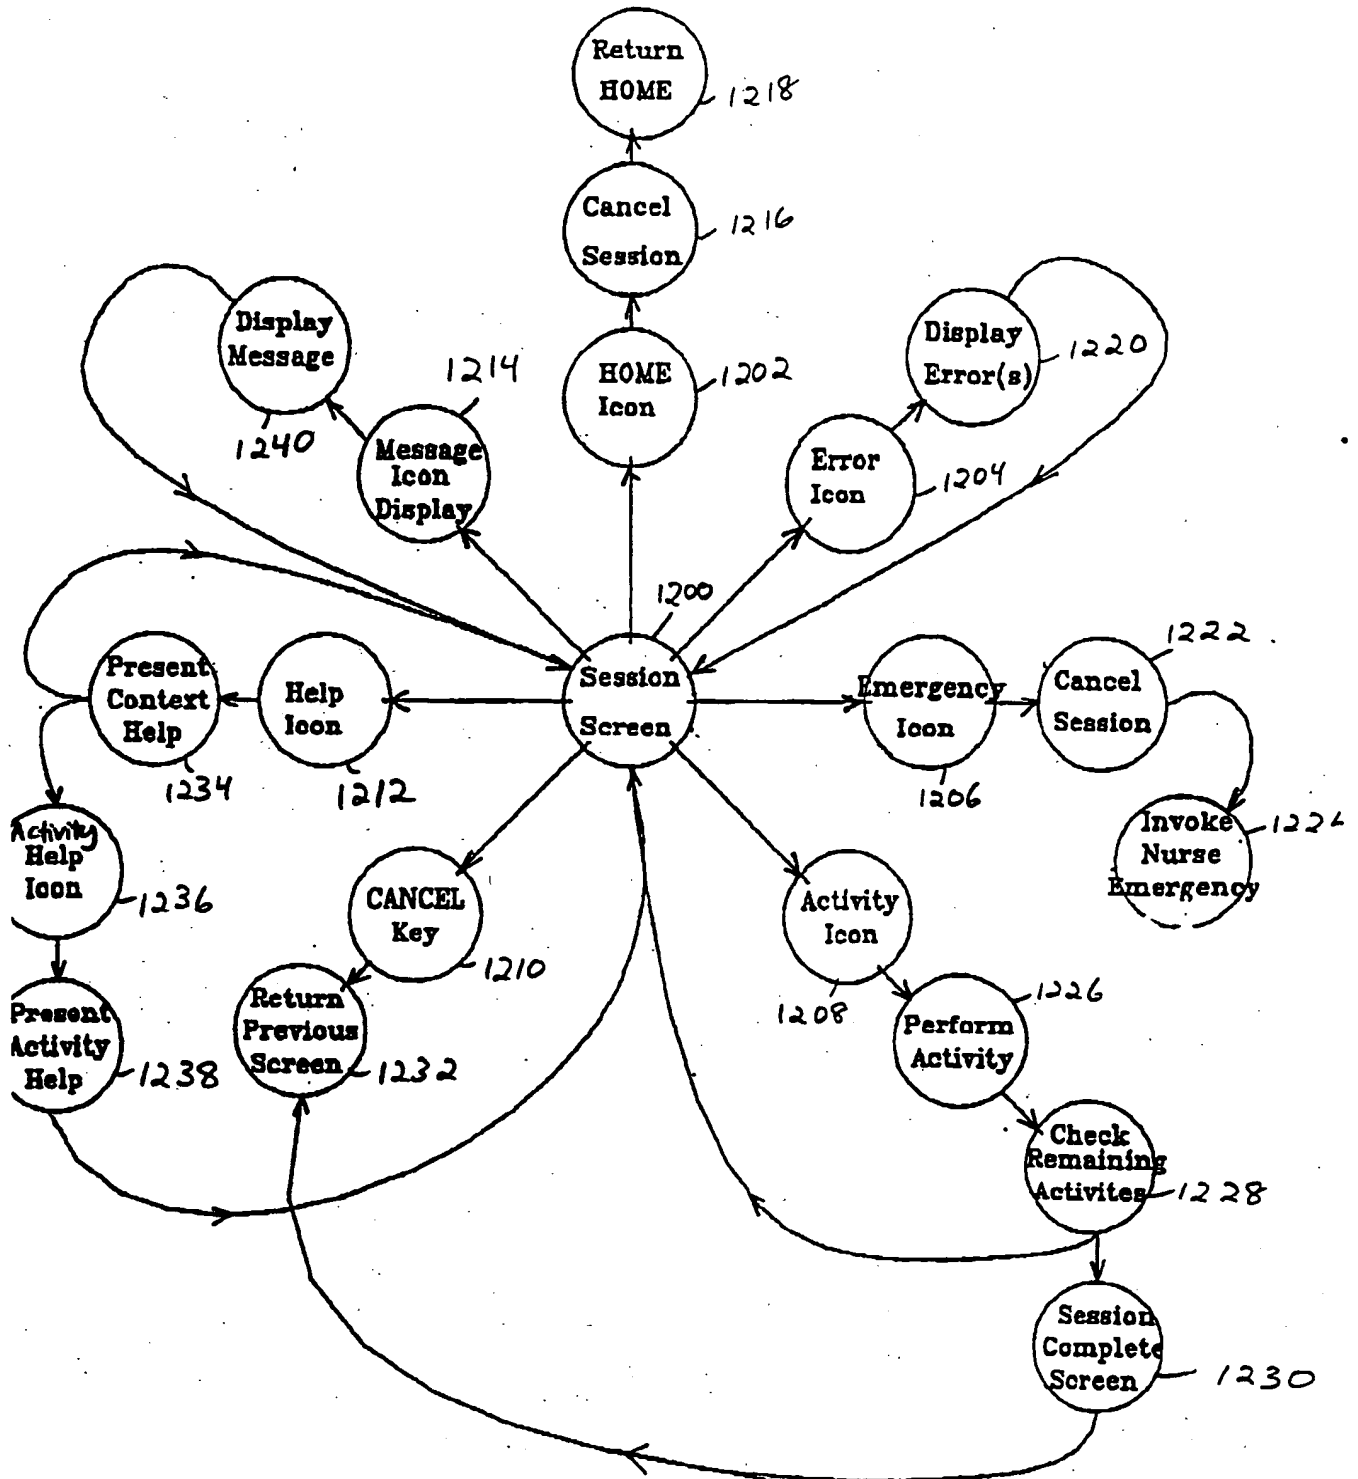 Return
HOME
1218
Cancel
Session
1216
HOME
Icon
1202
Display
Message
1240
Message
Icon
Display
1214
Display
Error(s)
1220
Error
Icon
1204
Session
Screen
1200
Present
Context
Help
1234
Help
Icon
1212
Emergency
Icon
1206
Cancel
Session
1222
Invoke
Nurse
Emergency
Activity
Help
Icon
1236
Present
Activity
Help
1238
CANCEL
Key
1210
Return
Previous
Screen
1232
Activity
Icon
1208
Perform
Activity
1226
Check
Remaining
Activites
1228
Session
Complete
Screen
1230